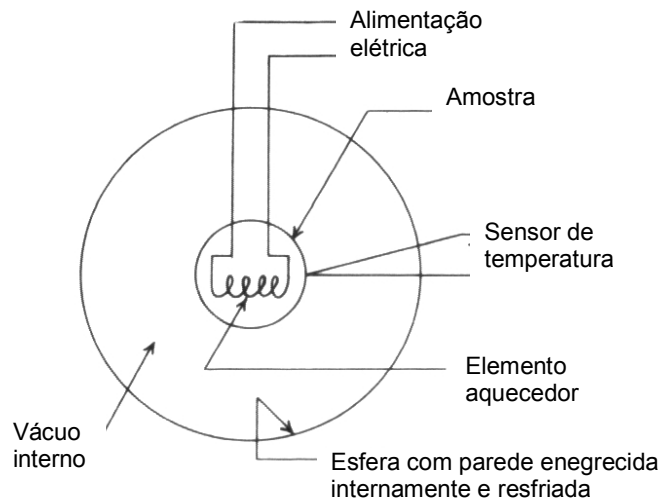 Alimentação
elétrica
Amostra
Sensor de
temperatura
Elemento
aquecedor
Vácuo
interno
Esfera com parede enegrecida
internamente e resfriada